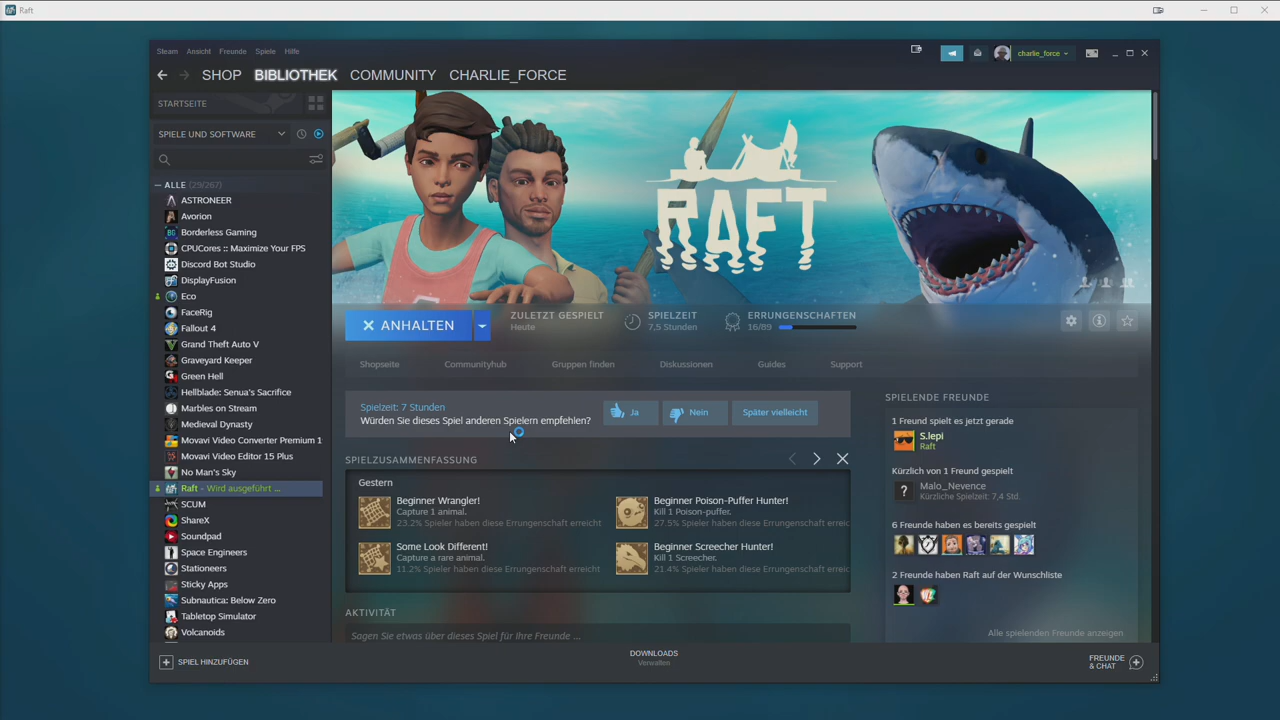 Raft
Steam Ansicht Freunde Spiele Hilfe
charlie_force
SHOP BIBLIOTHEK COMMUNITY CHARLIE_FORCE
STARTSEITE
SPIELE UND SOFTWARE
ALLE (29/267)
ASTRONEER
Avorion
Borderless Gaming
CPUCores :: Maximize Your FPS
Discord Bot Studio
DisplayFusion
Eco
FaceRig
Fallout 4
Grand Theft Auto V
Graveyard Keeper
Green Hell
Hellblade: Senua's Sacrifice
Marbles on Stream
Medieval Dynasty
Movavi Video Converter Premium 1
Movavi Video Editor 15 Plus
No Man's Sky
Raft - Wird ausgeführt ...
SCUM
ShareX
Soundpad
Space Engineers
Stationeers
Sticky Apps
Subnautica: Below Zero
Tabletop Simulator
Volcanoids
SPIEL HINZUFÜGEN
RAFT
ANHALTEN
ZULETZT GESPIELT
Heute
SPIELZEIT
7,5 Stunden
ERRUNGENSCHAFTEN
16/89
Shopseite Communityhub Gruppen finden Diskussionen Guides Support
Spielzeit: 7 Stunden
Würden Sie dieses Spiel anderen Spielern empfehlen?
Ja Nein Später vielleicht
SPIELZUSAMMENFASSUNG
Gestern
Beginner Wrangler!
Capture 1 animal.
23.2% Spieler haben diese Errungenschaft erreicht
Beginner Poison-Puffer Hunter!
Kill 1 Poison-puffer.
27.5% Spieler haben diese Errungenschaft erreic
Some Look Different!
Capture a rare animal.
11.2% Spieler haben diese Errungenschaft erreicht
Beginner Screecher Hunter!
Kill 1 Screecher.
21.4% Spieler haben diese Errungenschaft erreic
AKTIVITÄT
Sagen Sie etwas über dieses Spiel für Ihre Freunde ...
SPIELENDE FREUNDE
1 Freund spielt es jetzt gerade
S.lepi
Raft
Kürzlich von 1 Freund gespielt
Malo_Nevence
Kürzliche Spielzeit: 7,4 Std.
6 Freunde haben es bereits gespielt
2 Freunde haben Raft auf der Wunschliste
Alle spielenden Freunde anzeigen
DOWNLOADS
Verwalten
FREUNDE
& CHAT